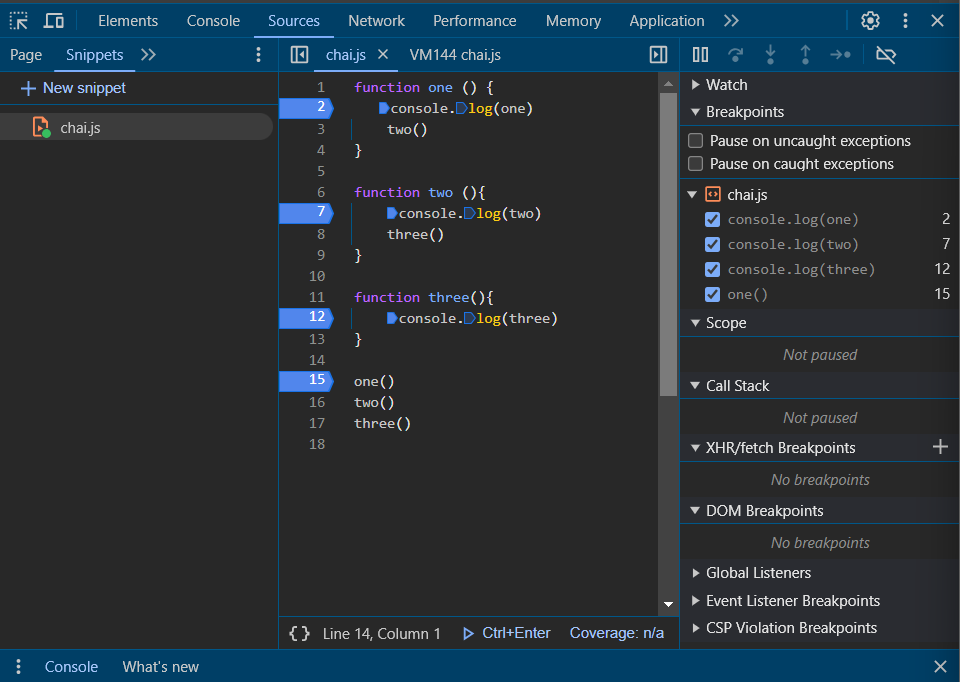 Elements Console Sources Network Performance Memory Application
Page Snippets
chai.js VM144 chai.js
New snippet
chai.js
1 function one () {
2 console.log(one)
3 two()
4 }
5
6 function two (){
7 console.log(two)
8 three()
9 }
10
11 function three(){
12 console.log(three)
13 }
14
15 one()
16 two()
17 three()
18
{ } Line 14, Column 1 Ctrl+Enter Coverage: n/a
Watch
Breakpoints
Pause on uncaught exceptions
Pause on caught exceptions
chai.js
console.log(one) 2
console.log(two) 7
console.log(three) 12
one() 15
Scope
Not paused
Call Stack
Not paused
XHR/fetch Breakpoints
No breakpoints
DOM Breakpoints
No breakpoints
Global Listeners
Event Listener Breakpoints
CSP Violation Breakpoints
Console What's new